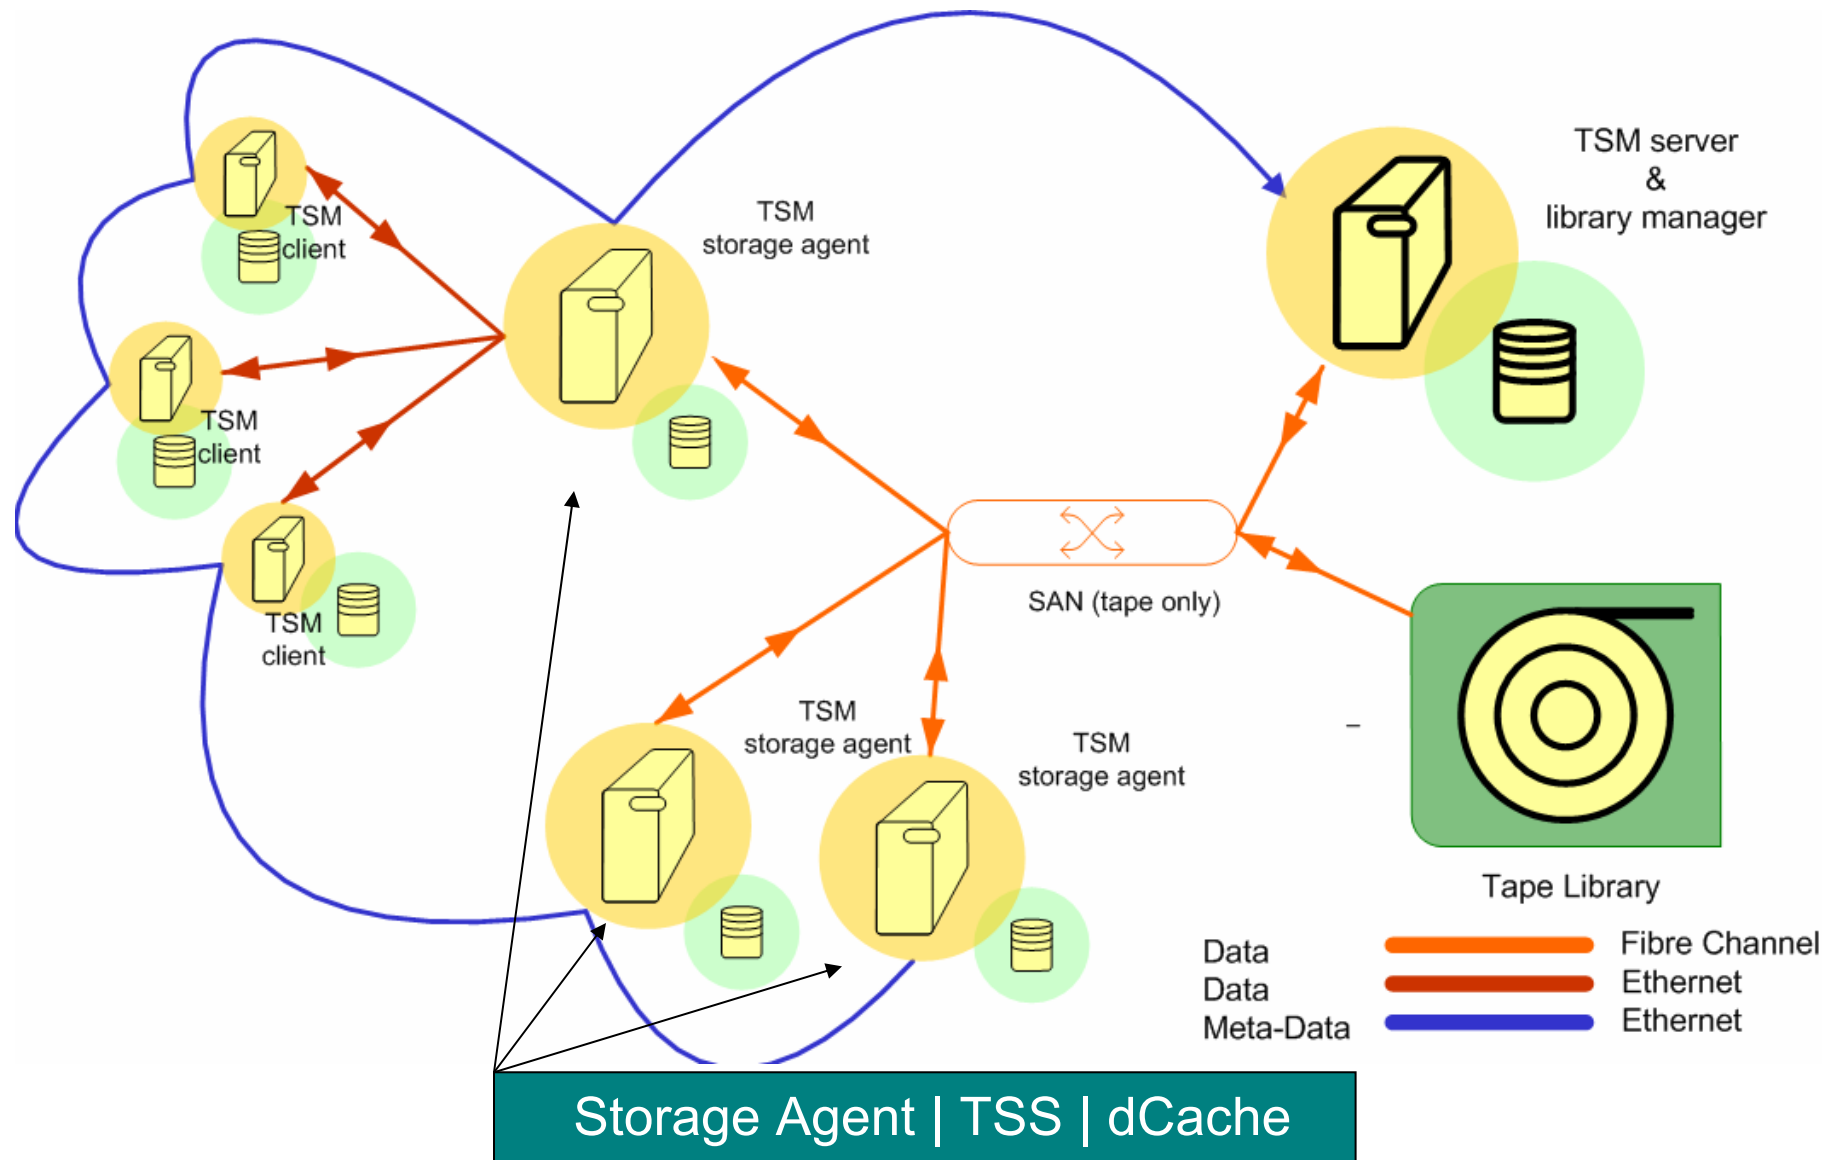 TSM server
&
library manager
TSM
storage agent
TSM
client
TSM
client
TSM
client
SAN (tape only)
TSM
storage agent
TSM
storage agent
–
Tape Library
Data Fibre Channel
Data Ethernet
Meta-Data Ethernet
Storage Agent | TSS | dCache